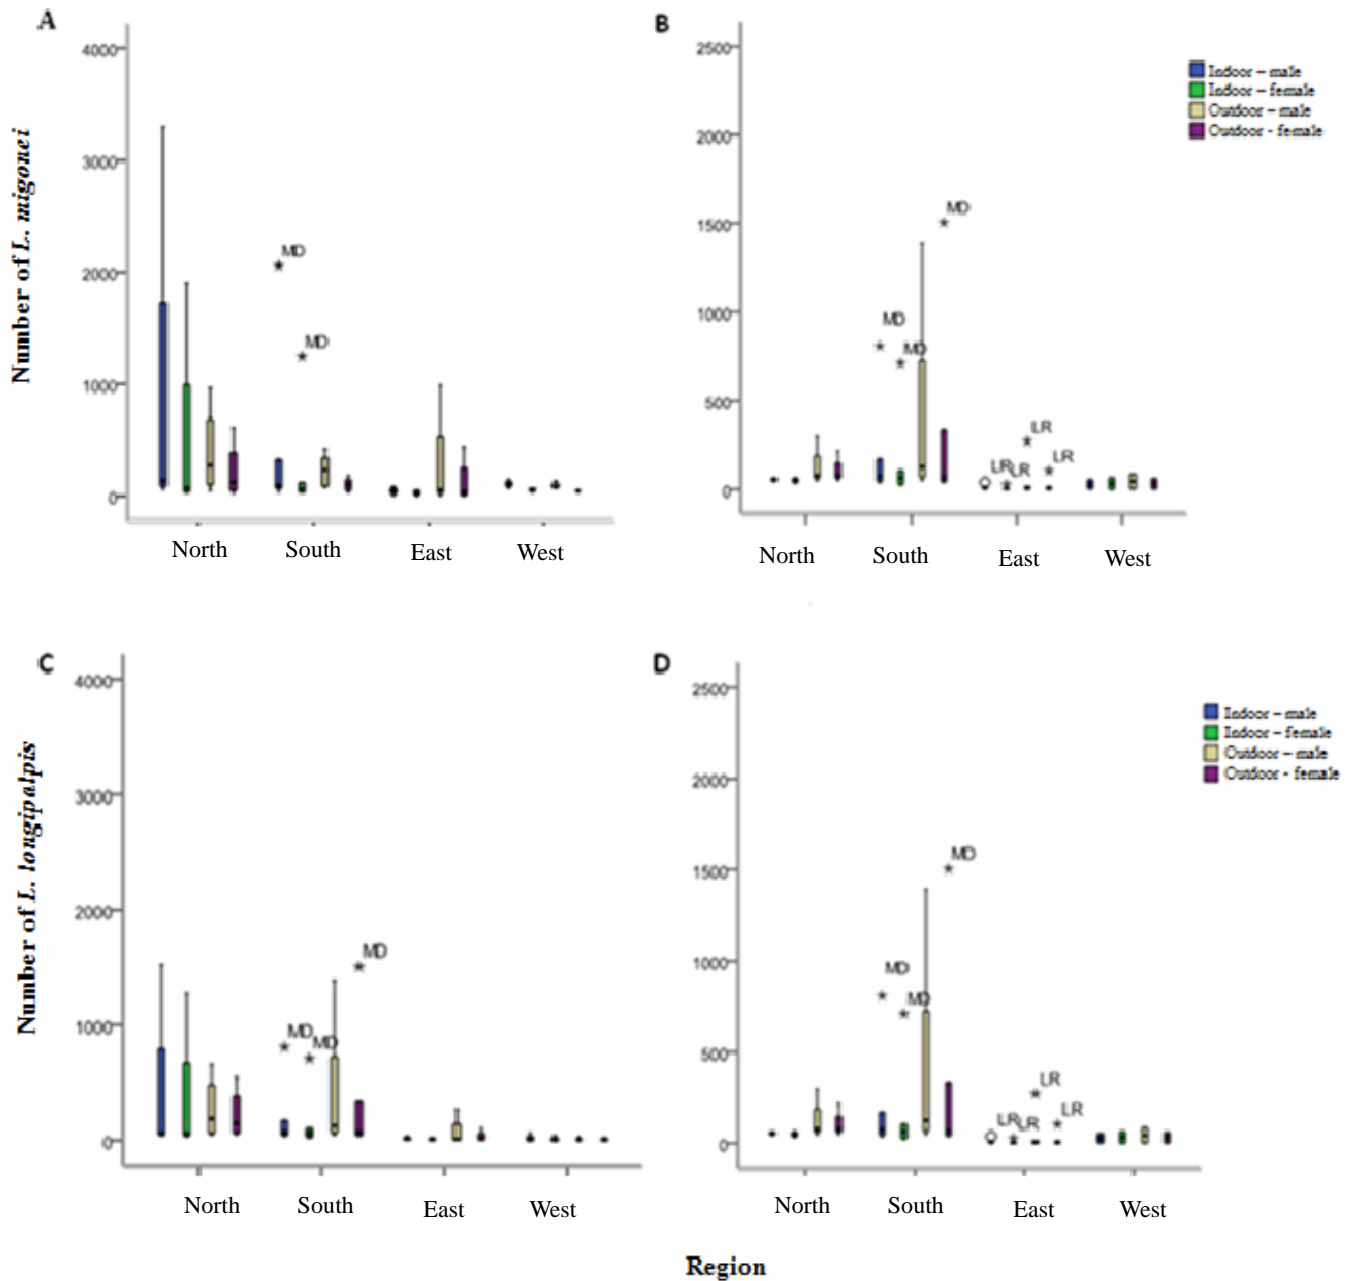 A
4000
3000
2000
1000
0
Number of L. migonei
MD
MD
North South East West
B
2500
2000
1500
1000
500
0
MD
MD
MD
LR
LR
LR
LR
North South East West
Indoor – male
Indoor – female
Outdoor – male
Outdoor - female
C
4000
3000
2000
1000
0
Number of L. longipalpis
MD
MD
MD
North South East West
D
2500
2000
1500
1000
500
0
MD
MD
MD
LR
LR
LR
LR
North South East West
Indoor – male
Indoor – female
Outdoor – male
Outdoor - female
Region